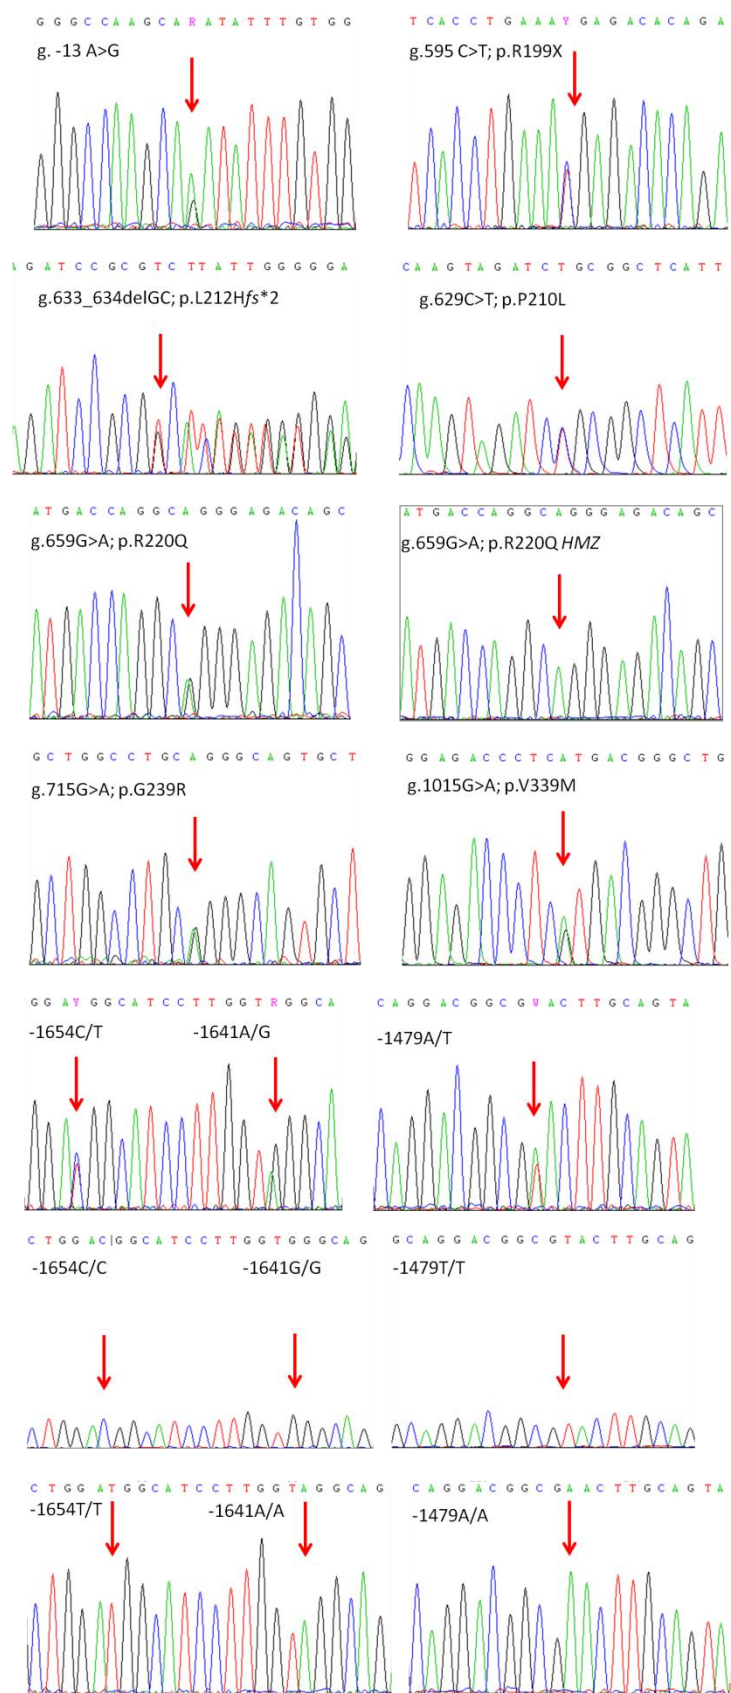 G G G C C A A G C A R A T A T T T G T G G
g. -13 A>G
T C A C C T G A A A Y G A G A C A C A G A
g.595 C>T; p.R199X
A G A T C C G C G T C T T A T T G G G G G A
g.633_634delGC; p.L212Hfs*2
C A A G T A G A T C T G C G G C T C A T T
g.629C>T; p.P210L
A T G A C C A G G C A G G G A G A C A G C
g.659G>A; p.R220Q
A T G A C C A G G C A G G G A G A C A G C
g.659G>A; p.R220Q HMZ
G C T G G C C T G C A G G G C A G T G C T
g.715G>A; p.G239R
G G A G A C C C T C A T G A C G G G C T G
g.1015G>A; p.V339M
G G A Y G G C A T C C T T G G T R G G C A
-1654C/T -1641A/G
C A G G A C G G C G W A C T T G C A G T A
-1479A/T
C T G G A C G G C A T C C T T G G T G G G C A G
-1654C/C -1641G/G
G C A G G A C G G C G T A C T T G C A G
-1479T/T
C T G G A T G G C A T C C T T G G T A G G C A G
-1654T/T -1641A/A
C A G G A C G G C G A A C T T G C A G T A
-1479A/A